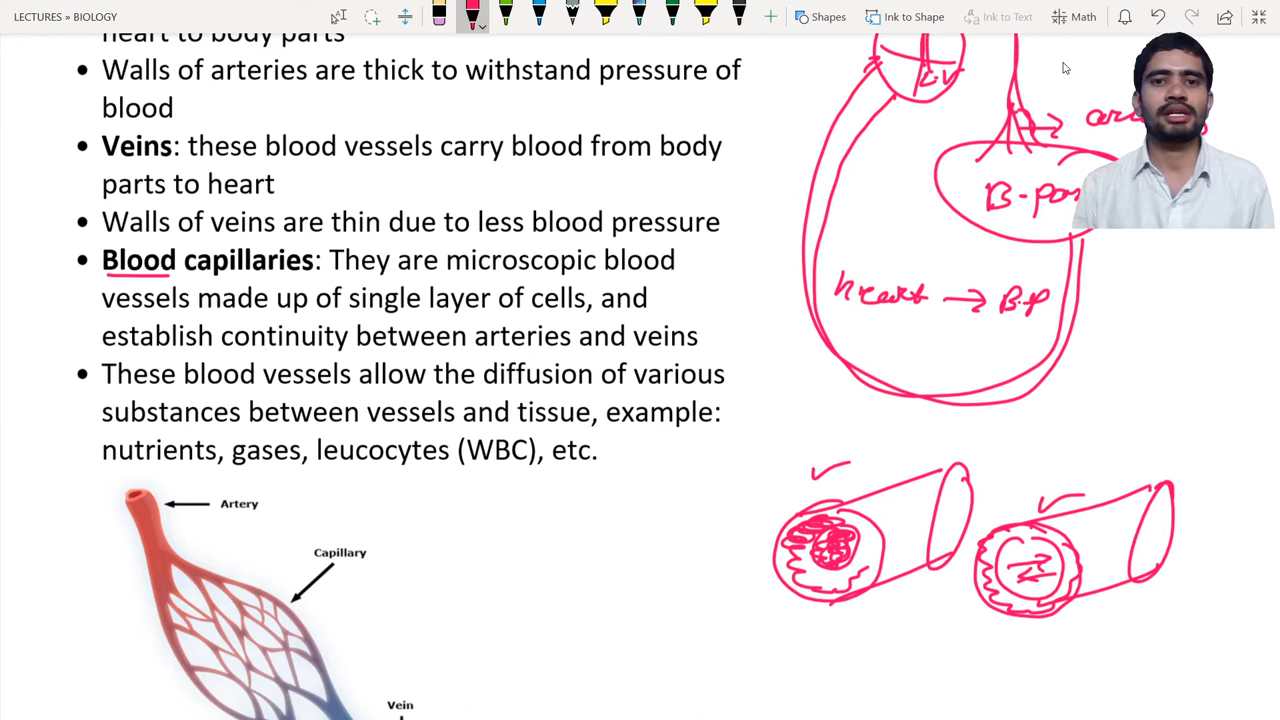 LECTURES » BIOLOGY
Shapes
Ink to Shape
Ink to Text
Math
heart to body parts
• Walls of arteries are thick to withstand pressure of
blood
• Veins: these blood vessels carry blood from body
parts to heart
• Walls of veins are thin due to less blood pressure
• Blood capillaries: They are microscopic blood
vessels made up of single layer of cells, and
establish continuity between arteries and veins
• These blood vessels allow the diffusion of various
substances between vessels and tissue, example:
nutrients, gases, leucocytes (WBC), etc.
Artery
Capillary
Vein
L.V
heart → B.P